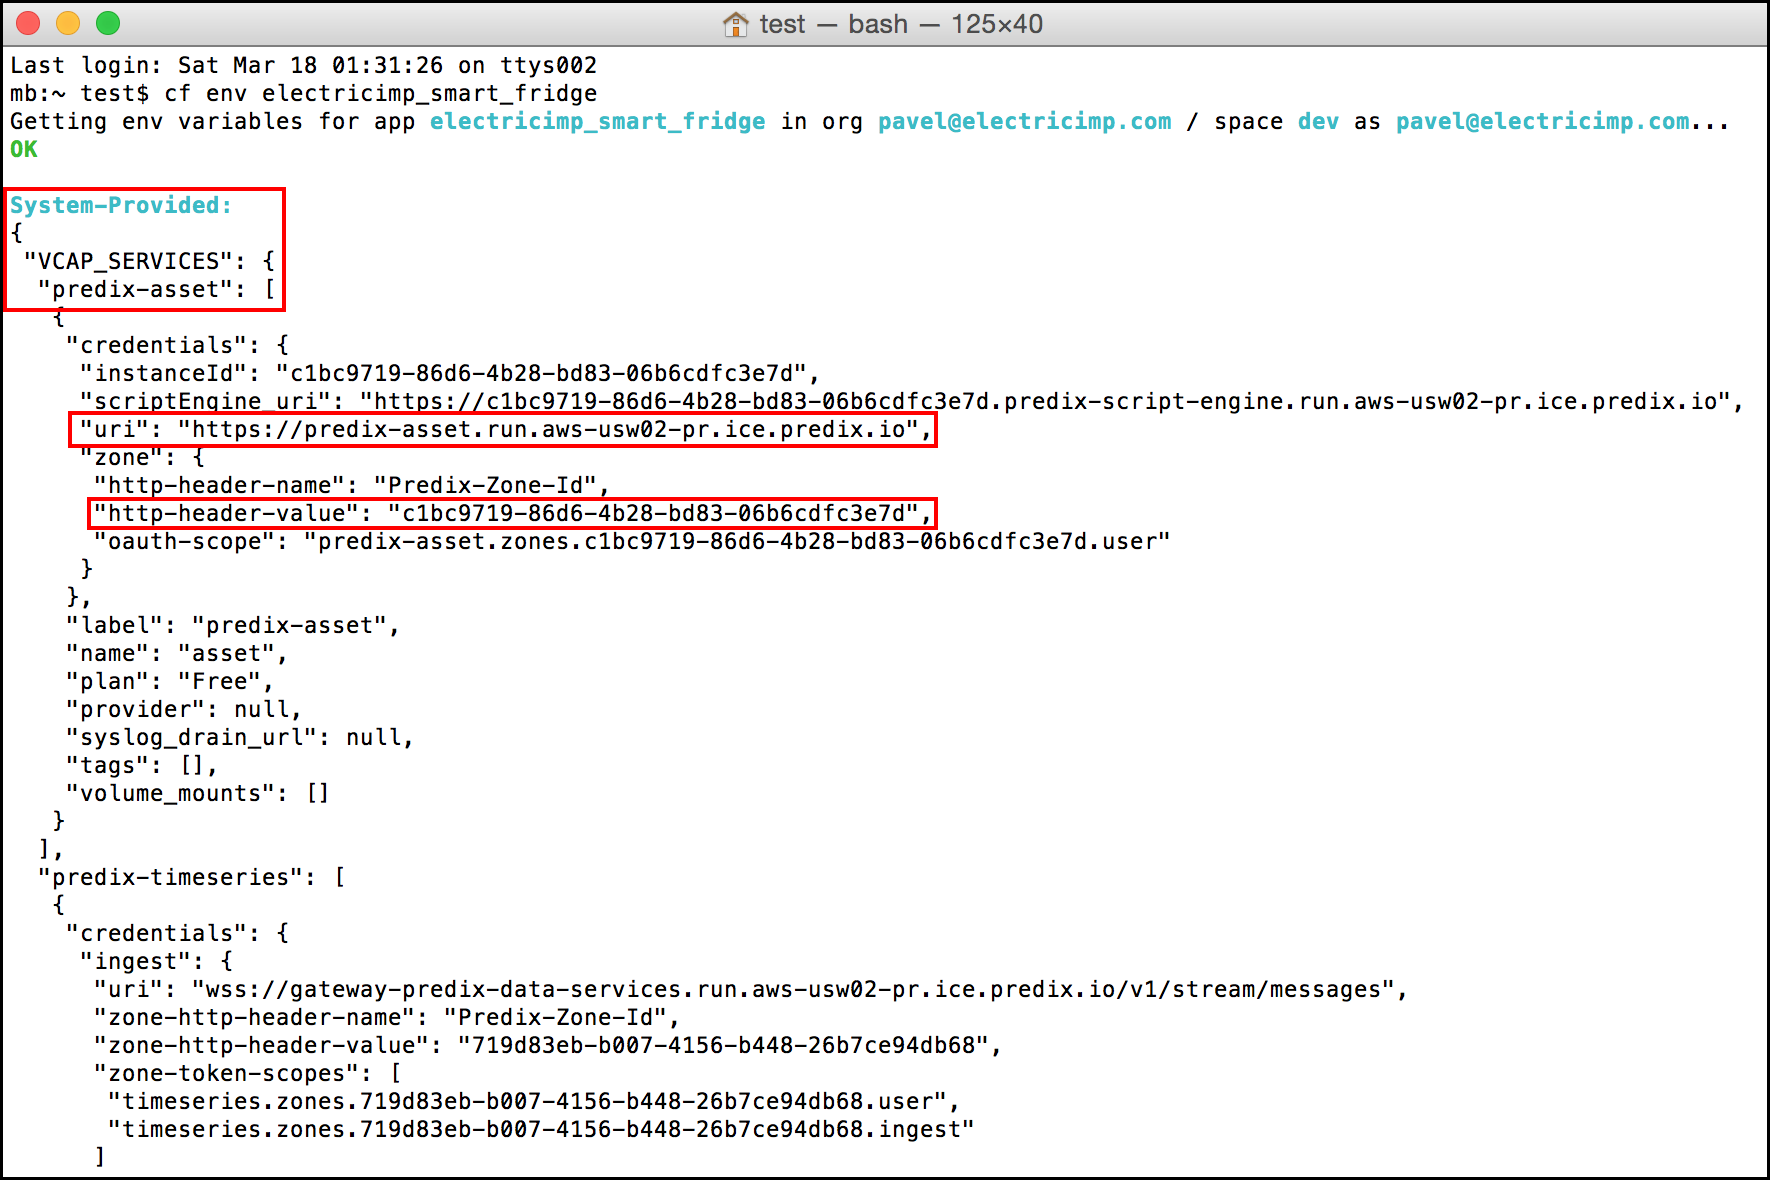 test — bash — 125×40
Last login: Sat Mar 18 01:31:26 on ttys002
mb:~ test$ cf env electricimp_smart_fridge
Getting env variables for app electricimp_smart_fridge in org pavel@electricimp.com / space dev as pavel@electricimp.com...
OK
System-Provided:
{
 "VCAP_SERVICES": {
  "predix-asset": [
   {
    "credentials": {
     "instanceId": "c1bc9719-86d6-4b28-bd83-06b6cdfc3e7d",
     "scriptEngine_uri": "https://c1bc9719-86d6-4b28-bd83-06b6cdfc3e7d.predix-script-engine.run.aws-usw02-pr.ice.predix.io",
     "uri": "https://predix-asset.run.aws-usw02-pr.ice.predix.io",
     "zone": {
      "http-header-name": "Predix-Zone-Id",
      "http-header-value": "c1bc9719-86d6-4b28-bd83-06b6cdfc3e7d",
      "oauth-scope": "predix-asset.zones.c1bc9719-86d6-4b28-bd83-06b6cdfc3e7d.user"
     }
    },
    "label": "predix-asset",
    "name": "asset",
    "plan": "Free",
    "provider": null,
    "syslog_drain_url": null,
    "tags": [],
    "volume_mounts": []
   }
  ],
  "predix-timeseries": [
   {
    "credentials": {
     "ingest": {
      "uri": "wss://gateway-predix-data-services.run.aws-usw02-pr.ice.predix.io/v1/stream/messages",
      "zone-http-header-name": "Predix-Zone-Id",
      "zone-http-header-value": "719d83eb-b007-4156-b448-26b7ce94db68",
      "zone-token-scopes": [
       "timeseries.zones.719d83eb-b007-4156-b448-26b7ce94db68.user",
       "timeseries.zones.719d83eb-b007-4156-b448-26b7ce94db68.ingest"
      ]